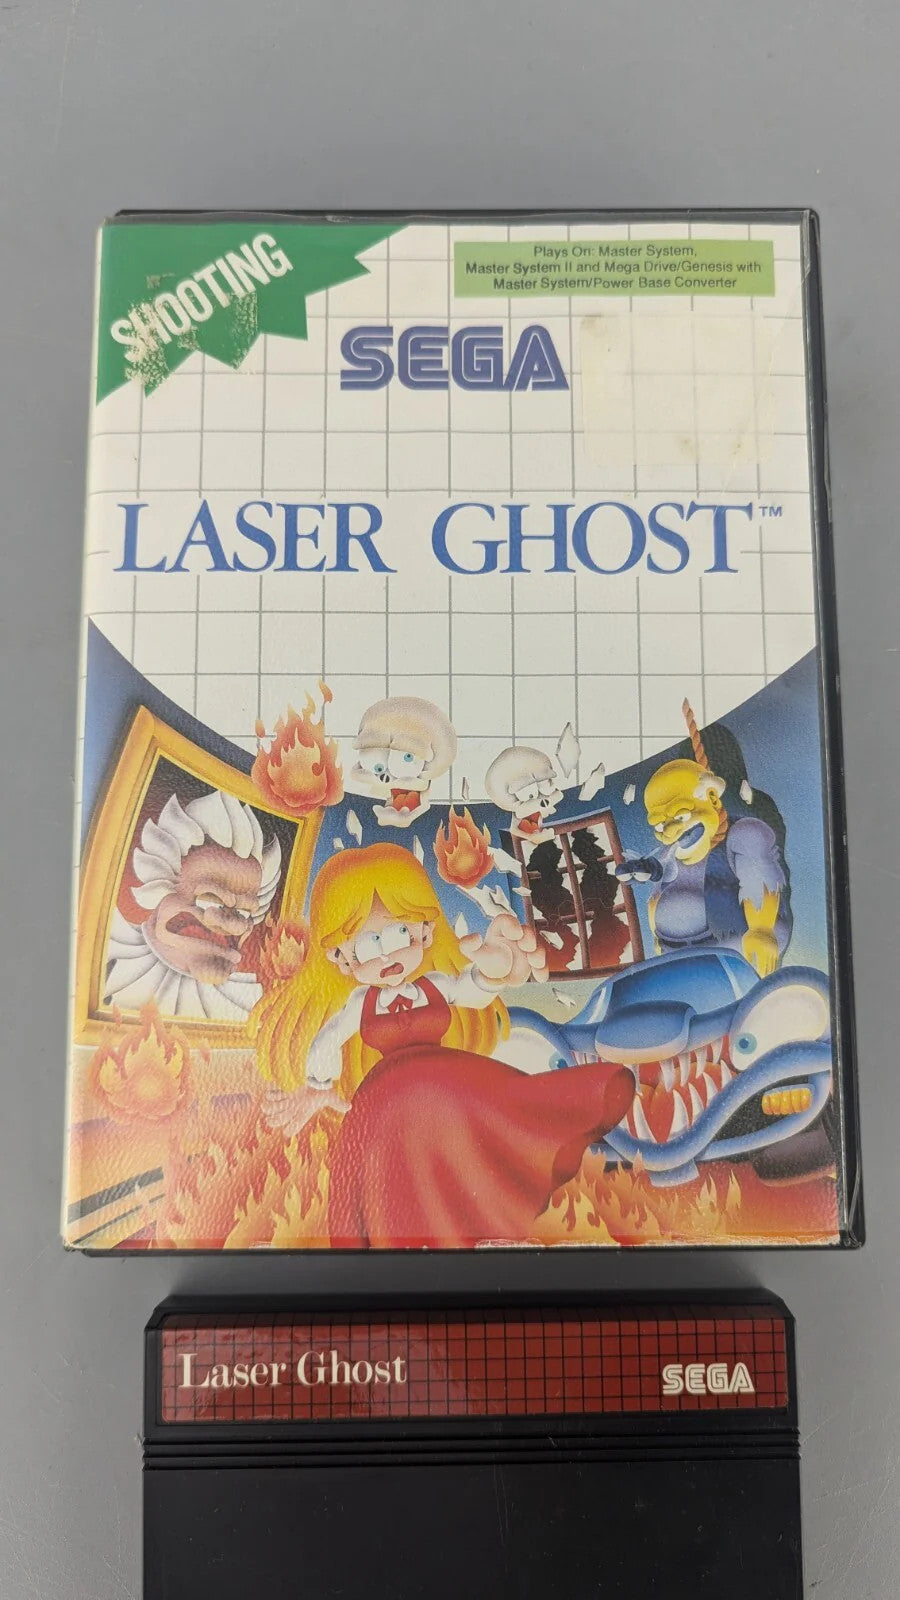 SHOOTING
Plays On: Master System,
Master System II and Mega Drive/Genesis with
Master System/Power Base Converter
SEGA
LASER GHOST™
Laser Ghost
SEGA